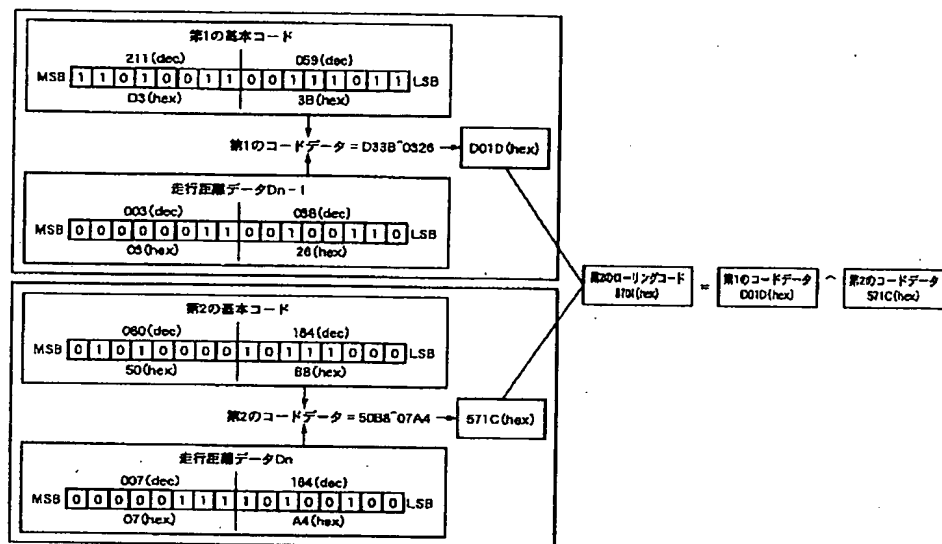 第1の基本コード
211(dec) 059(dec)
MSB 1 1 0 1 0 0 1 1 0 0 1 1 1 0 1 1 LSB
D3(hex) 3B(hex)
第1のコードデータ = D33B^0326 D01D(hex)
走行距離データDn-1
003(dec) 038(dec)
MSB 0 0 0 0 0 0 1 1 0 0 1 0 0 1 1 0 LSB
03(hex) 26(hex)
第2のローリングコード
8701(hex)
=
第1のコードデータ
D01D(hex)
^
第2のコードデータ
571C(hex)
第2の基本コード
080(dec) 184(dec)
MSB 0 1 0 1 0 0 0 0 1 0 1 1 1 0 0 0 LSB
50(hex) B8(hex)
第2のコードデータ = 50B8^07A4 571C(hex)
走行距離データDn
007(dec) 164(dec)
MSB 0 0 0 0 0 1 1 1 1 0 1 0 0 1 0 0 LSB
07(hex) A4(hex)